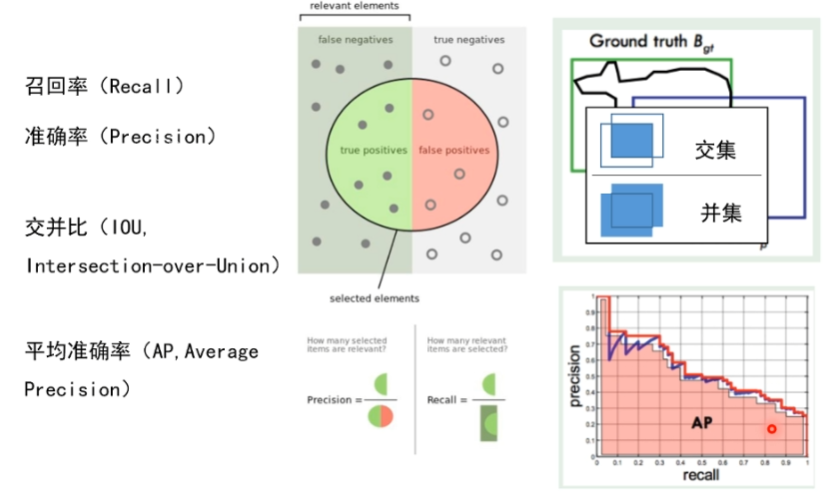 召回率（Recall）
准确率（Precision）
交并比（IOU,
Intersection-over-Union）
平均准确率（AP,Average
Precision）
relevant elements
false negatives
true negatives
true positives
false positives
selected elements
How many selected
items are relevant?
Precision =
How many relevant
items are selected?
Recall =
Ground truth Bgt
交集
并集
p
precision
1
0.9
0.8
0.7
0.6
0.5
0.4
0.3
0.2
0.1
0
AP
0 0.1 0.2 0.3 0.4 0.5 0.6 0.7 0.8 0.9 1
recall